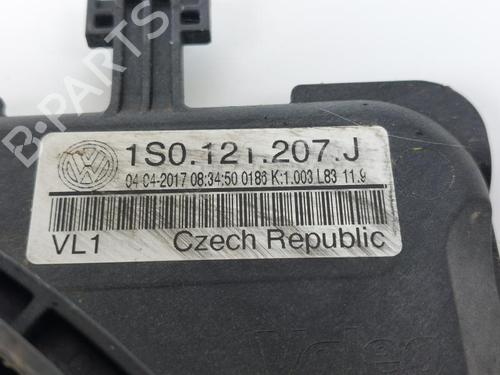 1S0.121.207.J
04-04-2017 08:34:50 0186 K:1.003 L83 11.9
VL1 Czech Republic
Valeo
B-PARTS